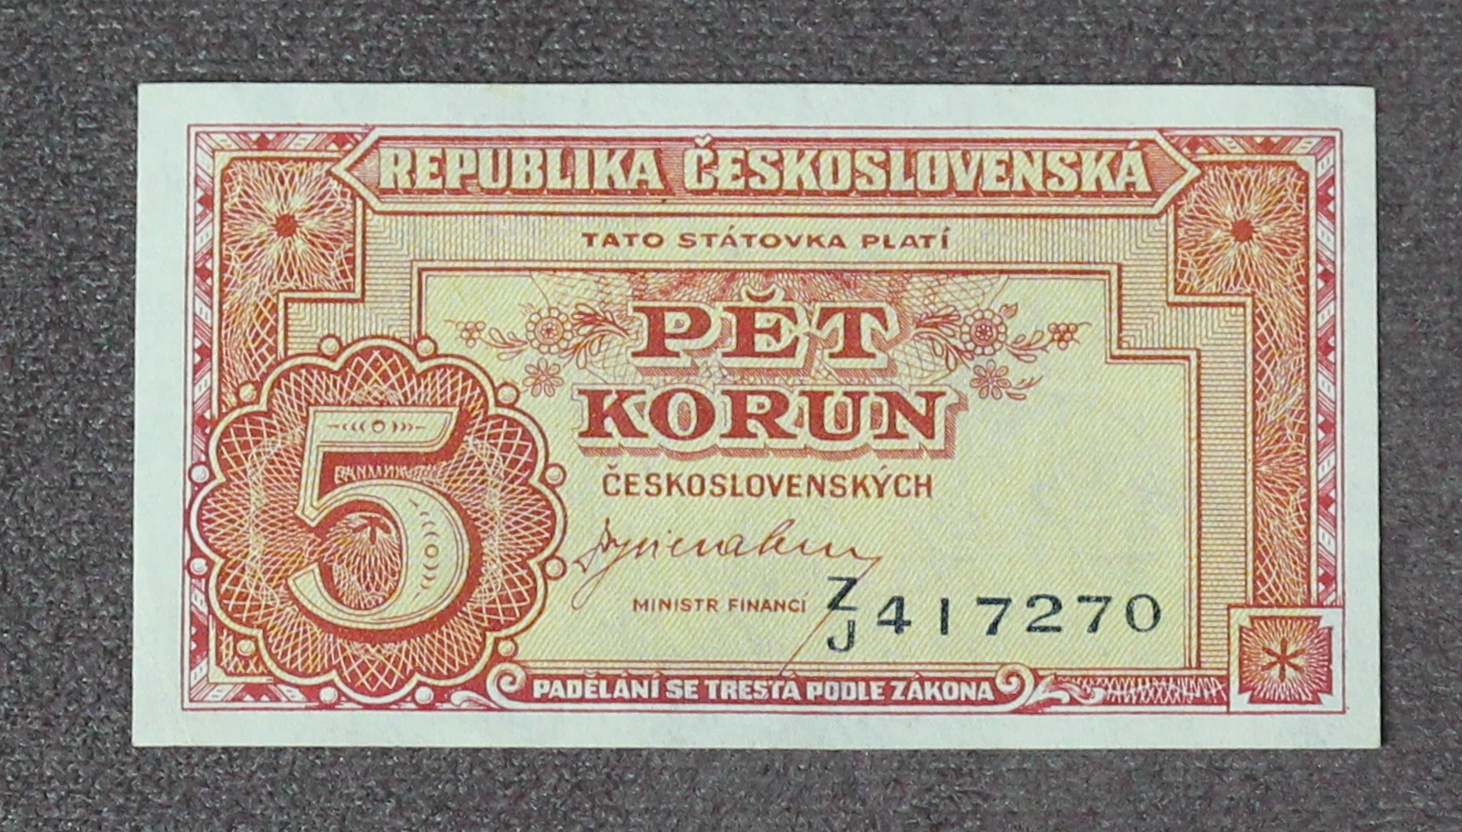 REPUBLIKA ČESKOSLOVENSKÁ
TATO STÁTOVKA PLATÍ
PĚT
KORUN
ČESKOSLOVENSKÝCH
5
MINISTR FINANCÍ
Z/J 417270
PADĚLÁNÍ SE TRESTÁ PODLE ZÁKONA